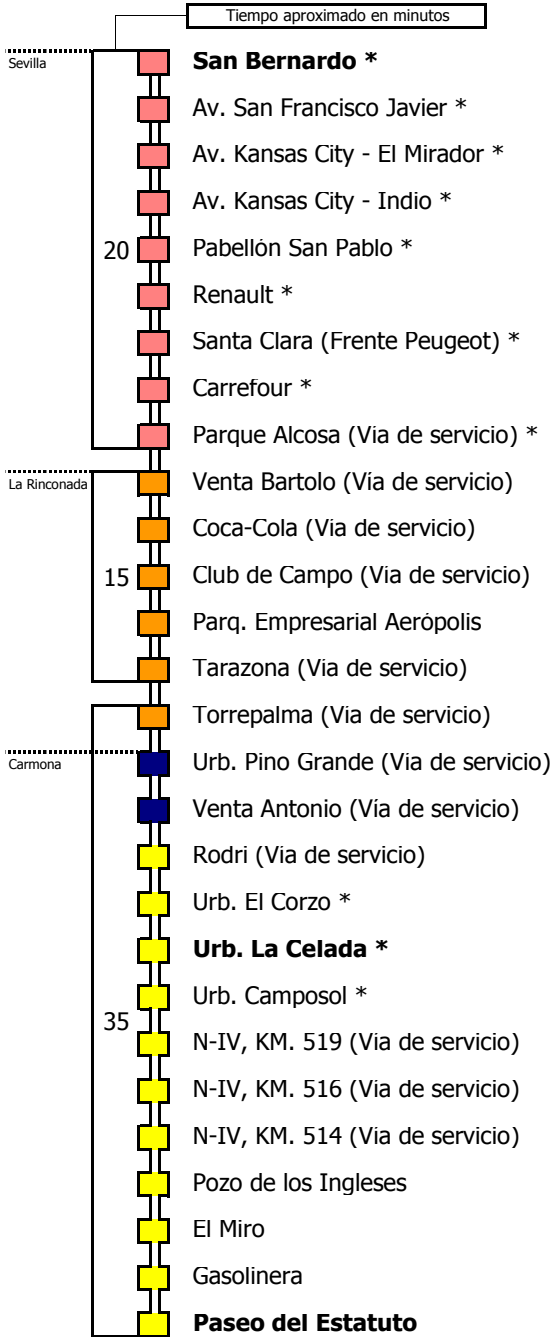 Tiempo aproximado en minutos
Sevilla
San Bernardo *
Av. San Francisco Javier *
Av. Kansas City - El Mirador *
Av. Kansas City - Indio *
20
Pabellón San Pablo *
Renault *
Santa Clara (Frente Peugeot) *
Carrefour *
Parque Alcosa (Via de servicio) *
La Rinconada
Venta Bartolo (Vía de servicio)
Coca-Cola (Via de servicio)
15
Club de Campo (Via de servicio)
Parq. Empresarial Aerópolis
Tarazona (Via de servicio)
Torrepalma (Via de servicio)
Carmona
Urb. Pino Grande (Via de servicio)
Venta Antonio (Vía de servicio)
Rodri (Via de servicio)
Urb. El Corzo *
Urb. La Celada *
Urb. Camposol *
35
N-IV, KM. 519 (Via de servicio)
N-IV, KM. 516 (Via de servicio)
N-IV, KM. 514 (Via de servicio)
Pozo de los Ingleses
El Miro
Gasolinera
Paseo del Estatuto